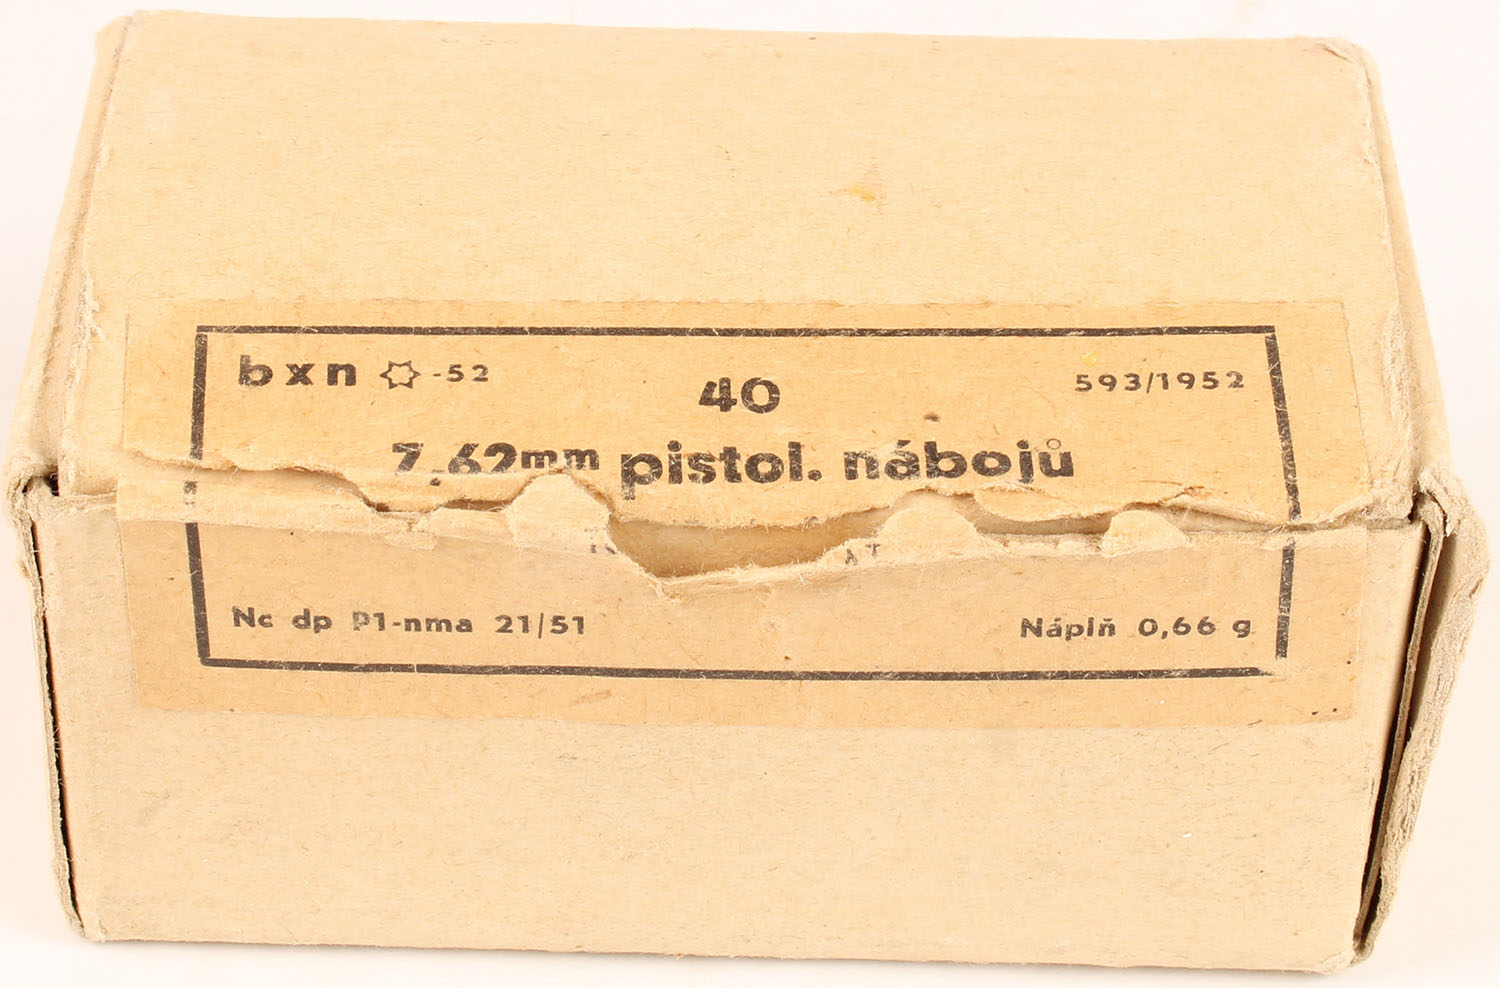 bxn ✡-52
40
593/1952
7,62mm pistol. nábojů
Nc dp P1-nma 21/51
Náplň 0,66 g